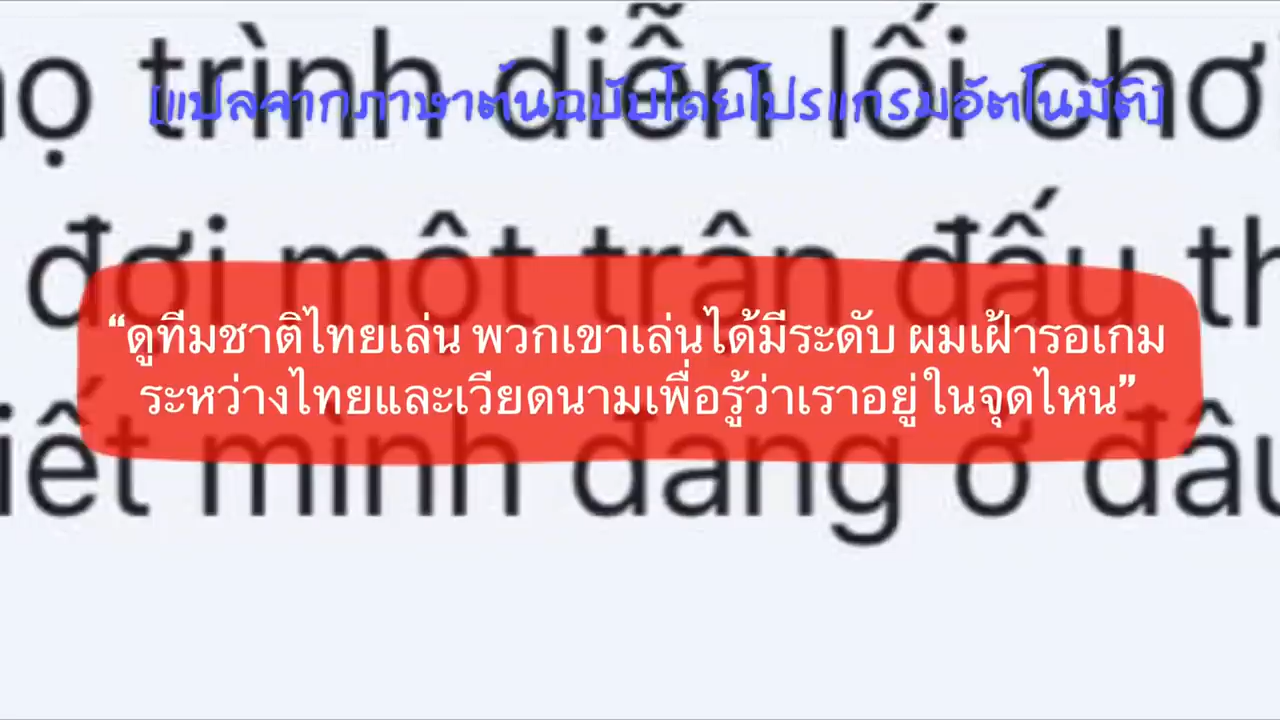 họ trình diễn lối chơi
[แปลจากภาษาต้นฉบับโดยโปรแกรมอัตโนมัติ]
đợi một trận đấu
“ดูทีมชาติไทยเล่น พวกเขาเล่นได้มีระดับ ผมเฝ้ารอเกม
ระหว่างไทยและเวียดนามเพื่อรู้ว่าเราอยู่ในจุดไหน”
mình đang ở đâu